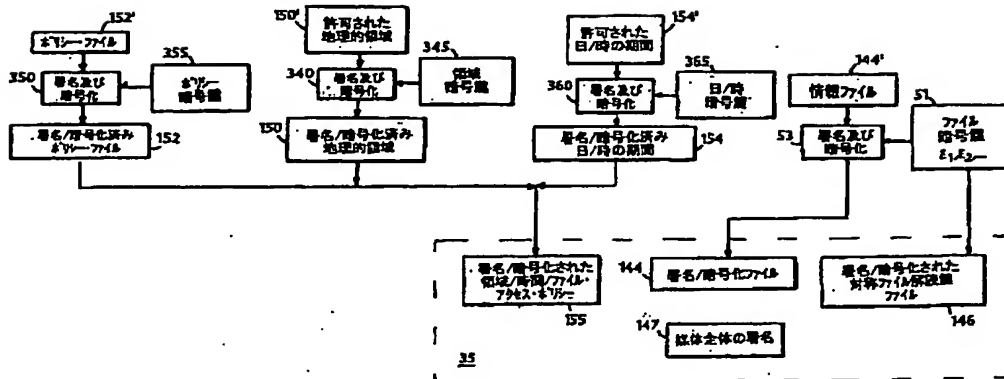 152'
ポリシー・ファイル
355
350
署名及び
暗号化
ポリシー
暗号鍵
署名/暗号化済み
ポリシー・ファイル
152
150'
許可された
地理的領域
345
340
署名及び
暗号化
領域
暗号鍵
署名/暗号化済み
地理的領域
150
154'
許可された
日/時の期間
365
360
署名及び
暗号化
日/時
暗号鍵
署名/暗号化済み
日/時の期間
154
144'
情報ファイル
51
53
署名及び
暗号化
ファイル
暗号鍵
E1,E2—
署名/暗号化された
領域/時間/ファイル・
アクセス・ポリシー
155
144
署名/暗号化ファイル
署名/暗号化された
対称ファイル解読鍵
ファイル
146
147
媒体全体の署名
35